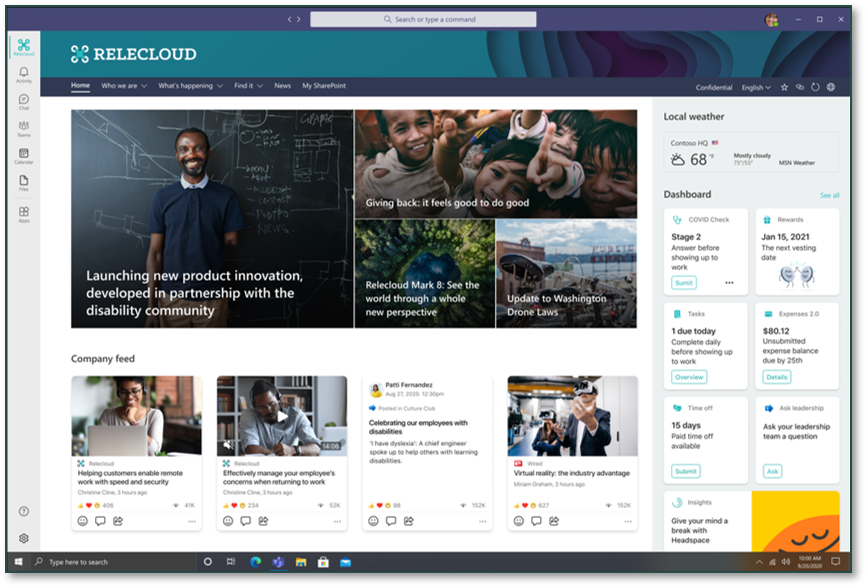 Search or type a command
Relecloud
Activity
Chat
Teams
Calendar
Files
Apps
RELECLOUD
Home Who we are What's happening Find it News My SharePoint
Confidential English
Launching new product innovation,
developed in partnership with the
disability community
Giving back: it feels good to do good
Relecloud Mark 8: See the
world through a whole
new perspective
Update to Washington
Drone Laws
Company feed
14:06
Relecloud
Helping customers enable remote
work with speed and security
Christine Cline, 3 hours ago
406 41K
Relecloud
Effectively manage your employee's
concerns when returning to work
Christine Cline, 3 hours ago
234 52K
Patti Fernandez
Aug 27, 2020. 12:30pm
Posted in Culture Club
Celebrating our employees with
disabilities
'I have dyslexia': A chief engineer
spoke up to help others with learning
disabilities.
98 152K
Wired
Virtual reality: the industry advantage
Miriam Graham, 3 hours ago
627 152K
Local weather
Contoso HQ
68 °F
Mostly cloudy
75°/55°
MSN Weather
Dashboard See all
COVID Check
Stage 2
Answer before
showing up to
work
Sumit
Rewards
Jan 15, 2021
The next vesting
date
Tasks
1 due today
Complete daily
before showing up
to work
Overview
Expenses 2.0
$80.12
Unsubmitted
expense balance
due by 25th
Details
Time off
15 days
Paid time off
available
Submit
Ask leadership
Ask your leadership
team a question
Ask
Insights
Give your mind a
break with
Headspace
Type here to search
10:00 AM
9/20/2020